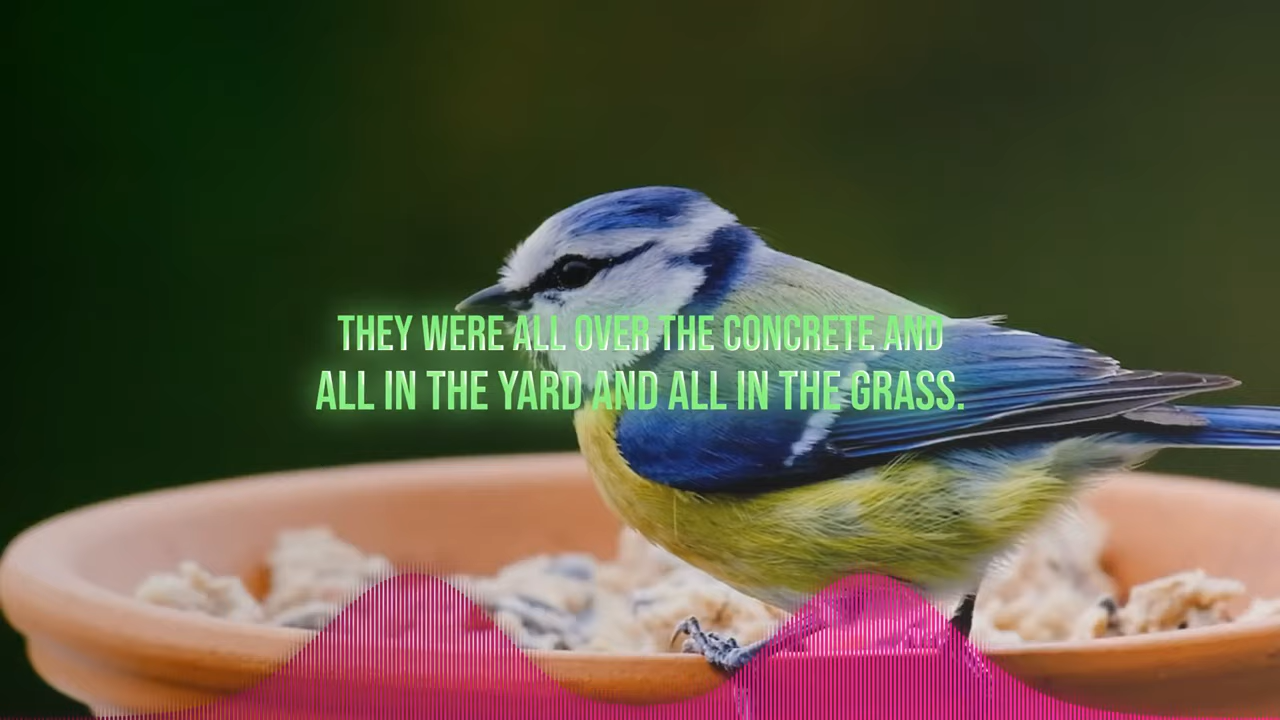 THEY WERE ALL OVER THE CONCRETE AND
ALL IN THE YARD AND ALL IN THE GRASS.